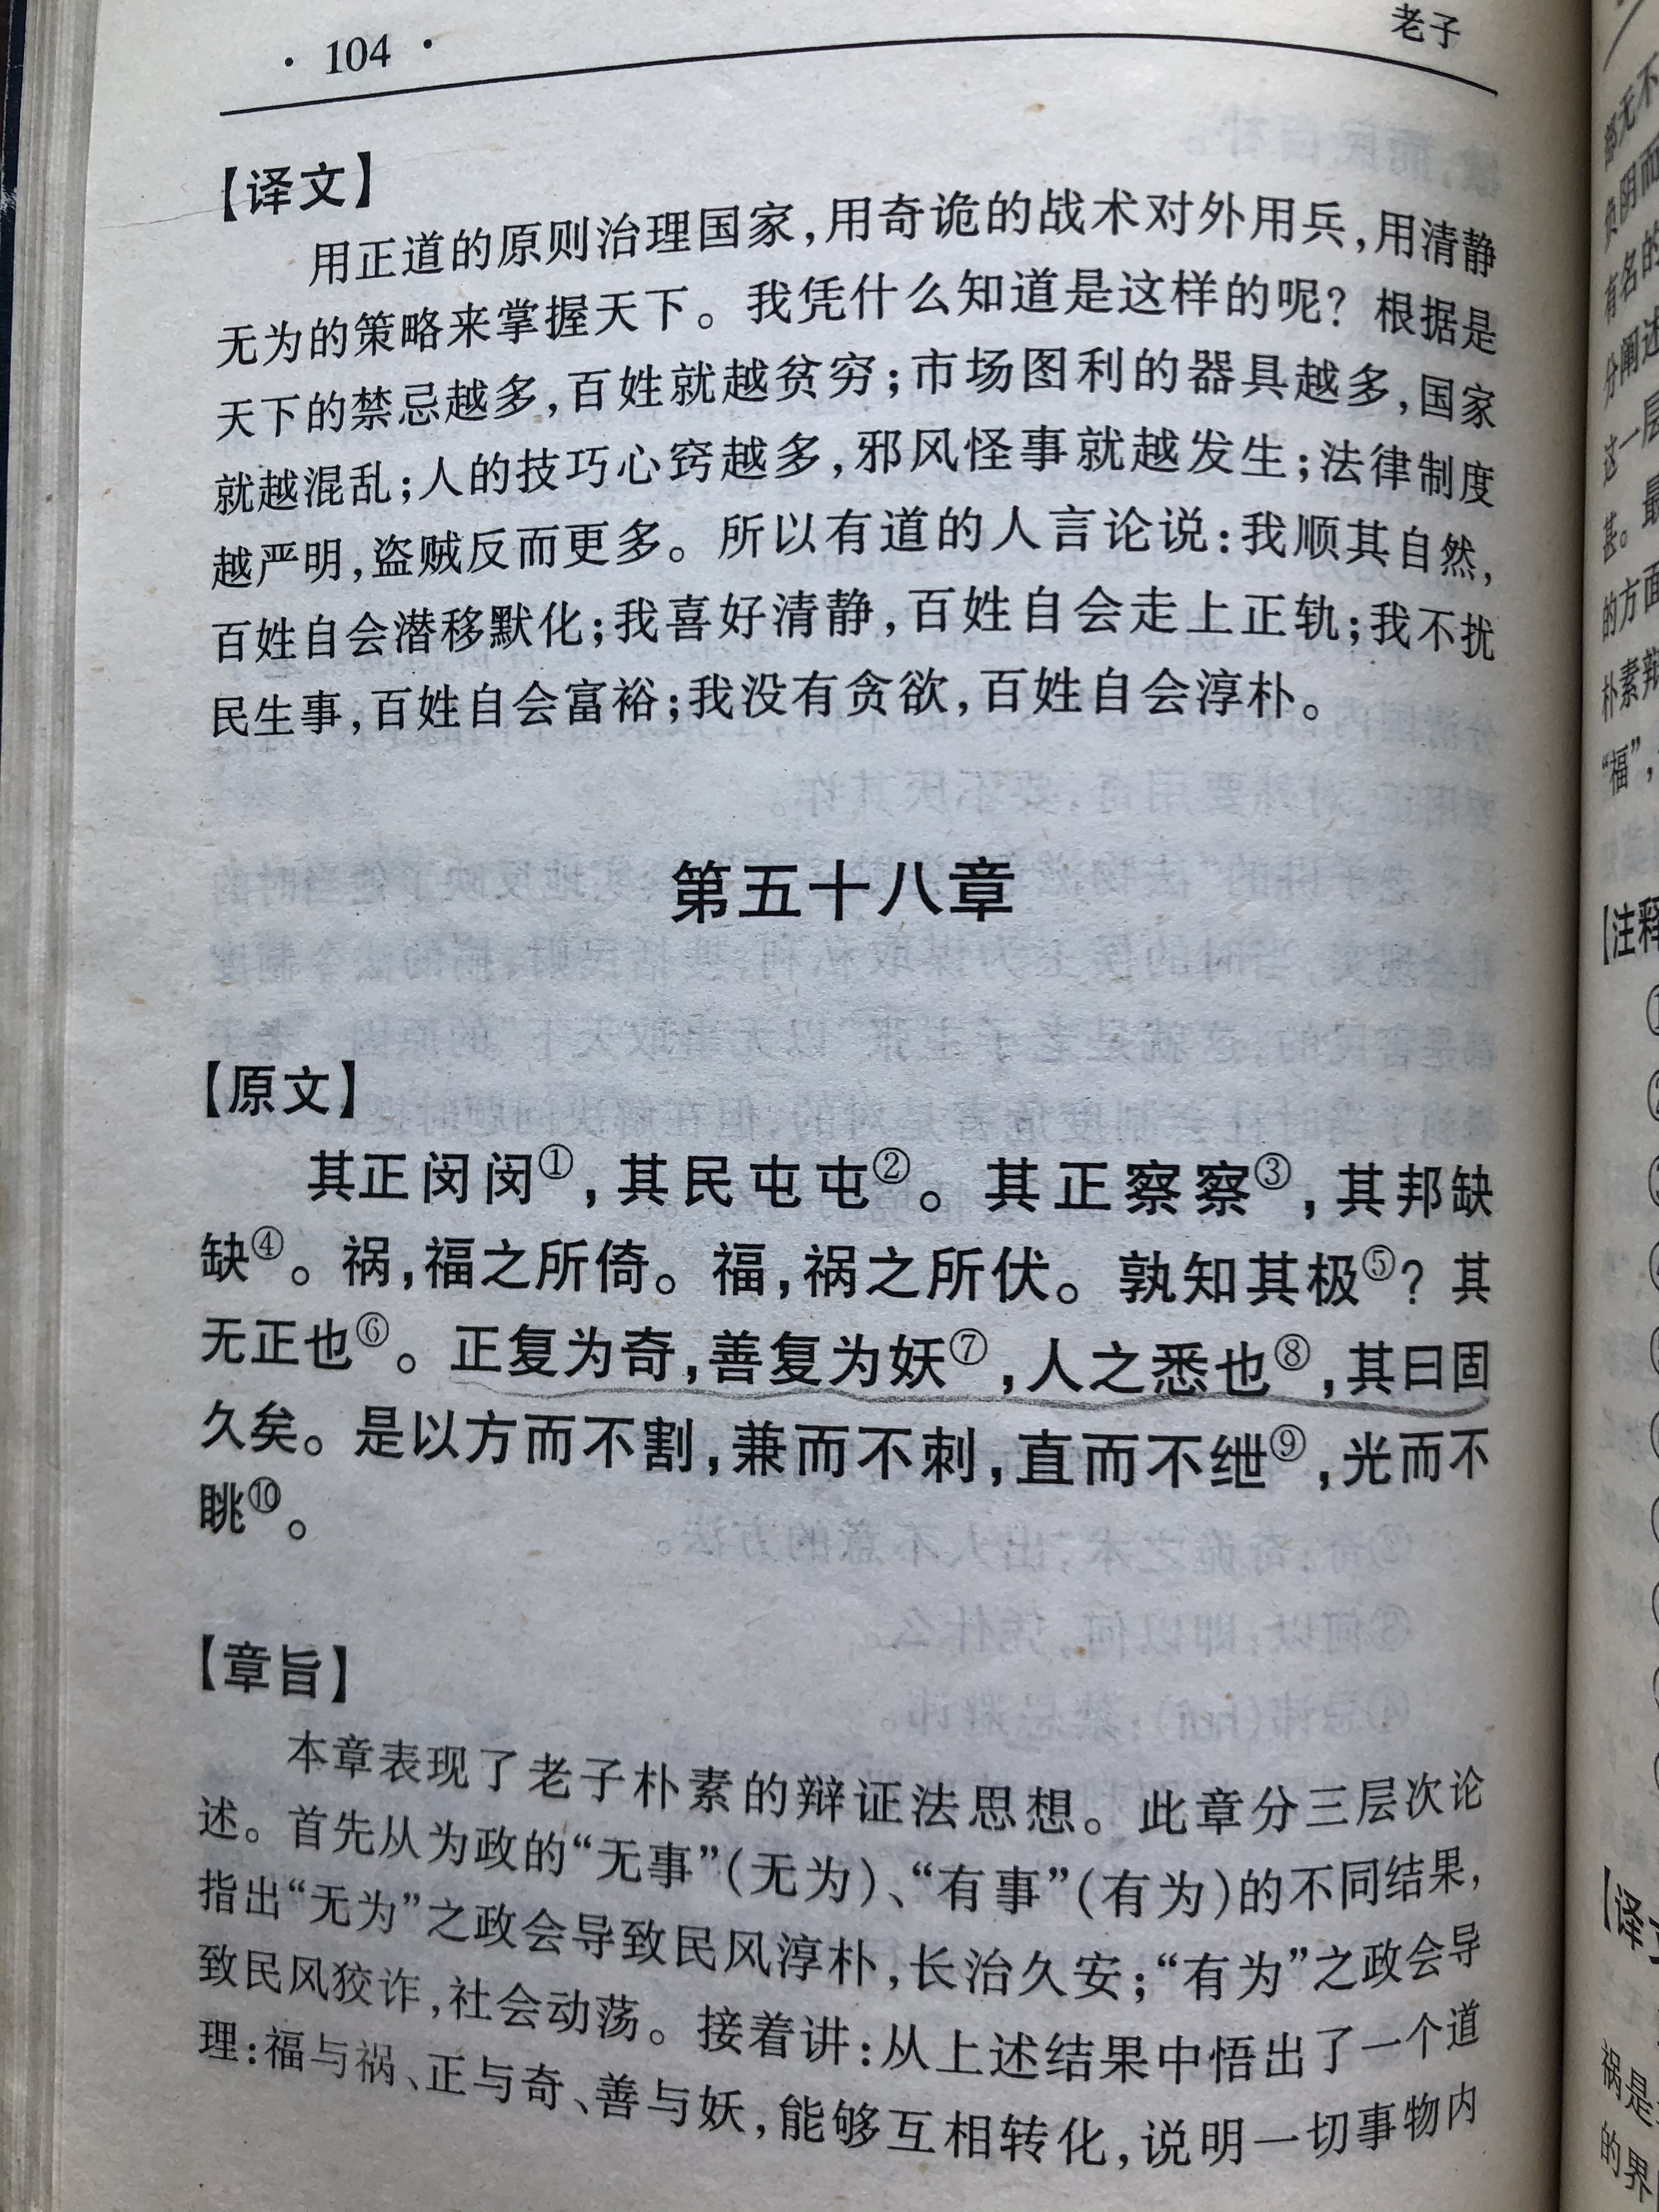 · 104 ·
老子
【译文】
用正道的原则治理国家,用奇诡的战术对外用兵,用清静
无为的策略来掌握天下。我凭什么知道是这样的呢?根据是
天下的禁忌越多,百姓就越贫穷;市场图利的器具越多,国家
就越混乱;人的技巧心窍越多,邪风怪事就越发生;法律制度
越严明,盗贼反而更多。所以有道的人言论说:我顺其自然,
百姓自会潜移默化;我喜好清静,百姓自会走上正轨;我不扰
民生事,百姓自会富裕;我没有贪欲,百姓自会淳朴。
第五十八章
【原文】
其正闵闵①,其民屯屯②。其正察察③,其邦缺
缺④。祸,福之所倚。福,祸之所伏。孰知其极⑤?其
无正也⑥。正复为奇,善复为妖⑦,人之悉也⑧,其曰固
久矣。是以方而不割,兼而不刺,直而不绁⑨,光而不
眺⑩。
【章旨】
本章表现了老子朴素的辩证法思想。此章分三层次论
述。首先从为政的“无事”(无为)、“有事”(有为)的不同结果,
指出“无为”之政会导致民风淳朴,长治久安;“有为”之政会导
致民风狡诈,社会动荡。接着讲:从上述结果中悟出了一个道
理:福与祸、正与奇、善与妖,能够互相转化,说明一切事物内